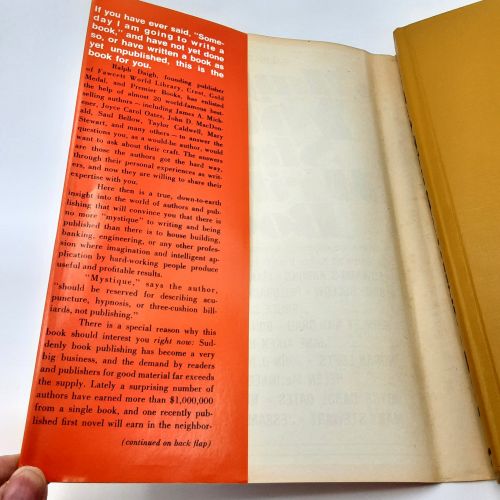 If you have ever said, "Some-
day I am going to write a
book," and have not yet done
so, or have written a book as
yet unpublished, this is the
book for you.
Ralph Daigh, founding publisher
of Fawcett World Library, Crest, Gold
Medal, and Premier Books, has enlisted
the help of almost 20 world-famous best-
selling authors – including James A. Mich-
ener, Joyce Carol Oates, John D. MacDon-
ald, Saul Bellow, Taylor Caldwell, Mary
Stewart, and many others – to answer the
questions you, as a would-be author, would
want to ask about their craft. The answers
are those the authors got the hard way,
through their personal experiences as writ-
ers, and now they are willing to share their
expertise with you.
Here then is a true, down-to-earth
insight into the world of authors and pub-
lishing that will convince you that there is
no more "mystique" to writing and being
published than there is to house building,
banking, engineering, or any other profes-
sion where imagination and intelligent ap-
plication by hard-working people produce
useful and profitable results.
"Mystique," says the author,
"should be reserved for describing acu-
puncture, hypnosis, or three-cushion bill-
iards, not publishing."
There is a special reason why this
book should interest you right now: Sud-
denly book publishing has become a very
big business, and the demand by readers
and publishers for good material far exceeds
the supply. Lately a surprising number of
authors have earned more than $1,000,000
from a single book, and one recently pub-
lished first novel will earn in the neighbor-
(continued on back flap)